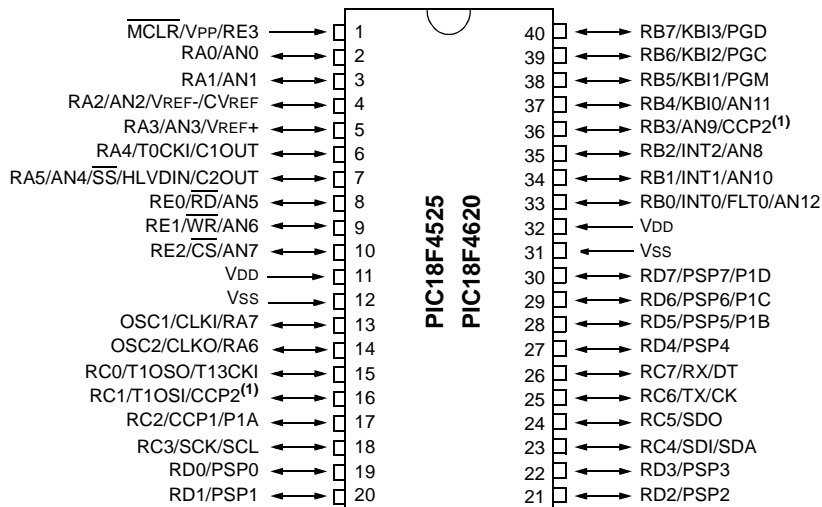 MCLR/VPP/RE3 1 40 RB7/KBI3/PGD
RA0/AN0 2 39 RB6/KBI2/PGC
RA1/AN1 3 38 RB5/KBI1/PGM
RA2/AN2/VREF-/CVREF 4 37 RB4/KBI0/AN11
RA3/AN3/VREF+ 5 36 RB3/AN9/CCP2(1)
RA4/T0CKI/C1OUT 6 35 RB2/INT2/AN8
RA5/AN4/SS/HLVDIN/C2OUT 7 34 RB1/INT1/AN10
RE0/RD/AN5 8 33 RB0/INT0/FLT0/AN12
RE1/WR/AN6 9 32 VDD
RE2/CS/AN7 10 31 VSS
VDD 11 30 RD7/PSP7/P1D
VSS 12 29 RD6/PSP6/P1C
OSC1/CLKI/RA7 13 28 RD5/PSP5/P1B
OSC2/CLKO/RA6 14 27 RD4/PSP4
RC0/T1OSO/T13CKI 15 26 RC7/RX/DT
RC1/T1OSI/CCP2(1) 16 25 RC6/TX/CK
RC2/CCP1/P1A 17 24 RC5/SDO
RC3/SCK/SCL 18 23 RC4/SDI/SDA
RD0/PSP0 19 22 RD3/PSP3
RD1/PSP1 20 21 RD2/PSP2
PIC18F4525
PIC18F4620